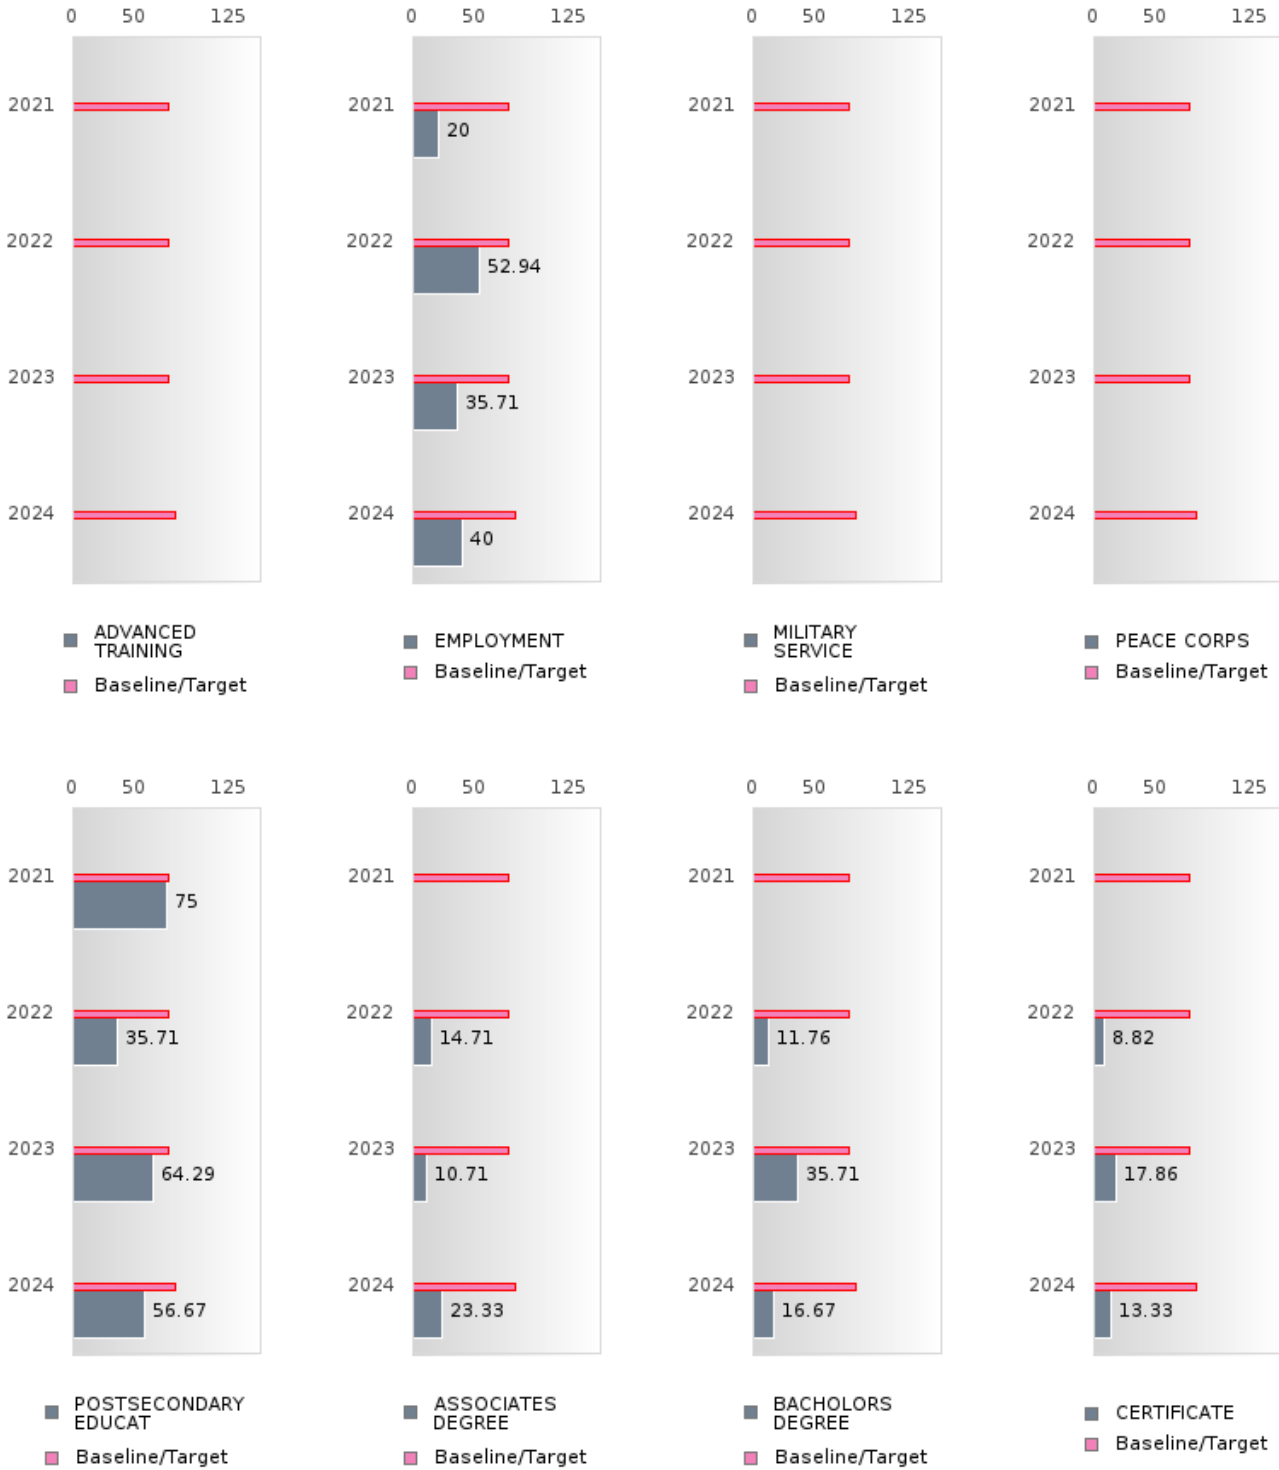 0 50 125
2021
2022
2023
2024
ADVANCED
TRAINING
Baseline/Target
0 50 125
2021
20
2022
52.94
2023
35.71
2024
40
EMPLOYMENT
Baseline/Target
0 50 125
2021
2022
2023
2024
MILITARY
SERVICE
Baseline/Target
0 50 125
2021
2022
2023
2024
PEACE CORPS
Baseline/Target
0 50 125
2021
75
2022
35.71
2023
64.29
2024
56.67
POSTSECONDARY
EDUCAT
Baseline/Target
0 50 125
2021
2022
14.71
2023
10.71
2024
23.33
ASSOCIATES
DEGREE
Baseline/Target
0 50 125
2021
2022
11.76
2023
35.71
2024
16.67
BACHOLORS
DEGREE
Baseline/Target
0 50 125
2021
2022
8.82
2023
17.86
2024
13.33
CERTIFICATE
Baseline/Target